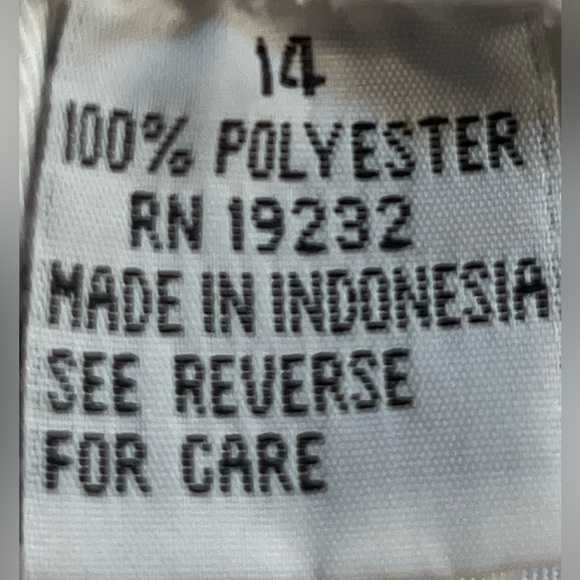 14
100% POLYESTER
RN 19232
MADE IN INDONESIA
SEE REVERSE
FOR CARE